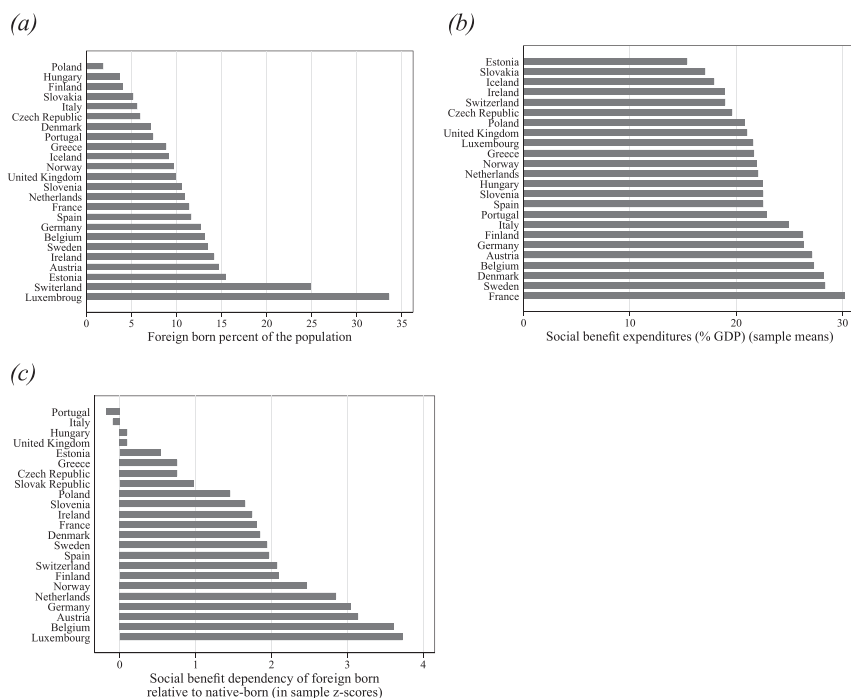 (a)
Poland
Hungary
Finland
Slovakia
Italy
Czech Republic
Denmark
Portugal
Greece
Iceland
Norway
United Kingdom
Slovenia
Netherlands
France
Spain
Germany
Belgium
Sweden
Ireland
Austria
Estonia
Switerland
Luxembroug
0 5 10 15 20 25 30 35
Foreign born percent of the population
(b)
Estonia
Slovakia
Iceland
Ireland
Switzerland
Czech Republic
Poland
United Kingdom
Luxembourg
Greece
Norway
Netherlands
Hungary
Slovenia
Spain
Portugal
Italy
Finland
Germany
Austria
Belgium
Denmark
Sweden
France
0 10 20 30
Social benefit expenditures (% GDP) (sample means)
(c)
Portugal
Italy
Hungary
United Kingdom
Estonia
Greece
Czech Republic
Slovak Republic
Poland
Slovenia
Ireland
France
Denmark
Sweden
Spain
Switzerland
Finland
Norway
Netherlands
Germany
Austria
Belgium
Luxembourg
0 1 2 3 4
Social benefit dependency of foreign born
relative to native-born (in sample z-scores)